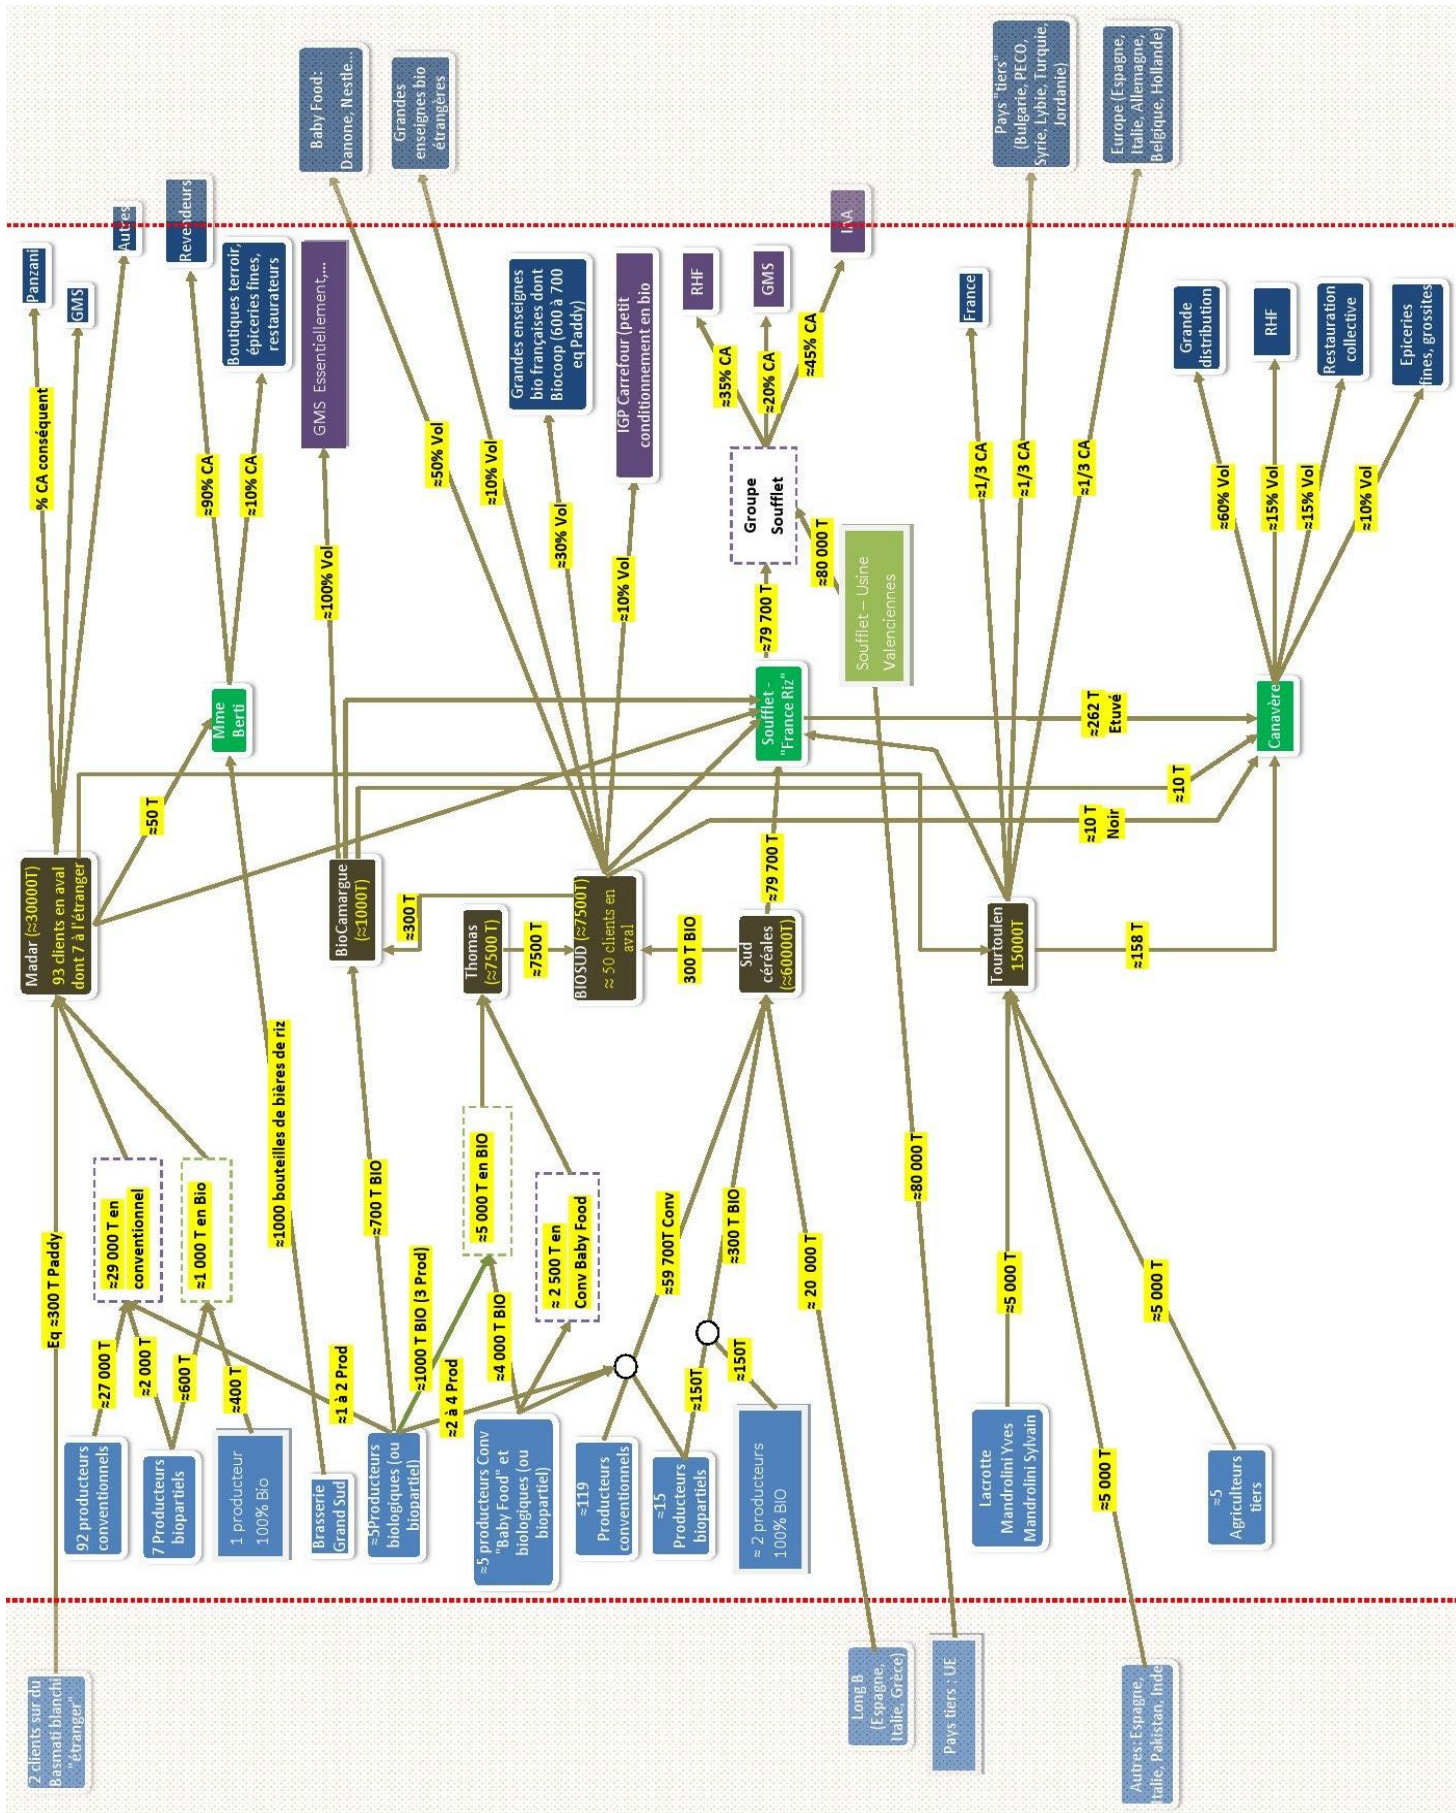 2 clients sur du
Basmati blanchi
"étranger"
Long B
(Espagne,
Italie, Grèce)
Pays tiers : UE
Autres: Espagne,
Italie, Pakistan, Inde
92 producteurs
conventionnels
7 Producteurs
biopartiels
1 producteur
100% Bio
Brasserie
Grand Sud
≈5Producteurs
biologiques (ou
biopartiel)
≈5 producteurs Conv
"Baby Food" et
biologiques (ou
biopartiel)
≈119
Producteurs
conventionnels
≈15
Producteurs
biopartiels
≈ 2 producteurs
100% BIO
Lacrotte
Mandrolini Yves
Mandrolini Sylvain
≈5
Agriculteurs
tiers
Eq ≈300 T Paddy
≈27 000 T
≈2 000 T
≈600 T
≈400 T
≈29 000 T en
conventionnel
≈1 000 T en Bio
≈1 à 2 Prod
≈1000 bouteilles de bières de riz
≈700 T BIO
≈1000 T BIO (3 Prod)
≈2 à 4 Prod
≈4 000 T BIO
≈5 000 T en BIO
≈ 2 500 T en
Conv Baby Food
≈59 700T Conv
≈150T
≈150T
≈300 T BIO
≈ 20 000 T
≈80 000 T
≈5 000 T
≈5 000 T
≈5 000 T
Madar (≈30000T)
93 clients en aval
dont 7 à l'étranger
BioCamargue
(≈1000T)
Thomas
(≈7500 T)
BIOSUD (≈7500T)
≈ 50 clients en
aval
Sud
céréales
(≈60000T)
Tourtoulen
15000T
≈50 T
≈300 T
≈7500 T
300 T BIO
≈79 700 T
≈158 T
≈10 T
Noir
≈10 T
≈262 T
Etuvé
Mme
Berti
Soufflet -
"France Riz"
Canavère
Soufflet – Usine
Valenciennes
≈79 700 T
≈80 000 T
Groupe
Soufflet
% CA conséquent
≈90% CA
≈10% CA
≈100% Vol
≈50% Vol
≈10% Vol
≈30% Vol
≈10% Vol
≈35% CA
≈20% CA
≈45% CA
≈1/3 CA
≈1/3 CA
≈1/3 CA
≈60% Vol
≈15% Vol
≈15% Vol
≈10% Vol
Panzani
GMS
Autres
Revendeurs
Boutiques terroir,
épiceries fines,
restaurateurs
GMS Essentiellement,...
Baby Food:
Danone, Nestle...
Grandes
enseignes bio
étrangères
Grandes enseignes
bio françaises dont
Biocoop (600 à 700
eq Paddy)
IGP Carrefour (petit
conditionnement en bio
RHF
GMS
IAA
France
Pays "tiers"
(Bulgarie, PECO,
Syrie, Lybie, Turquie,
Jordanie)
Europe (Espagne,
Italie, Allemagne,
Belgique, Hollande)
Grande
distribution
RHF
Restauration
collective
Epiceries
fines, grossites